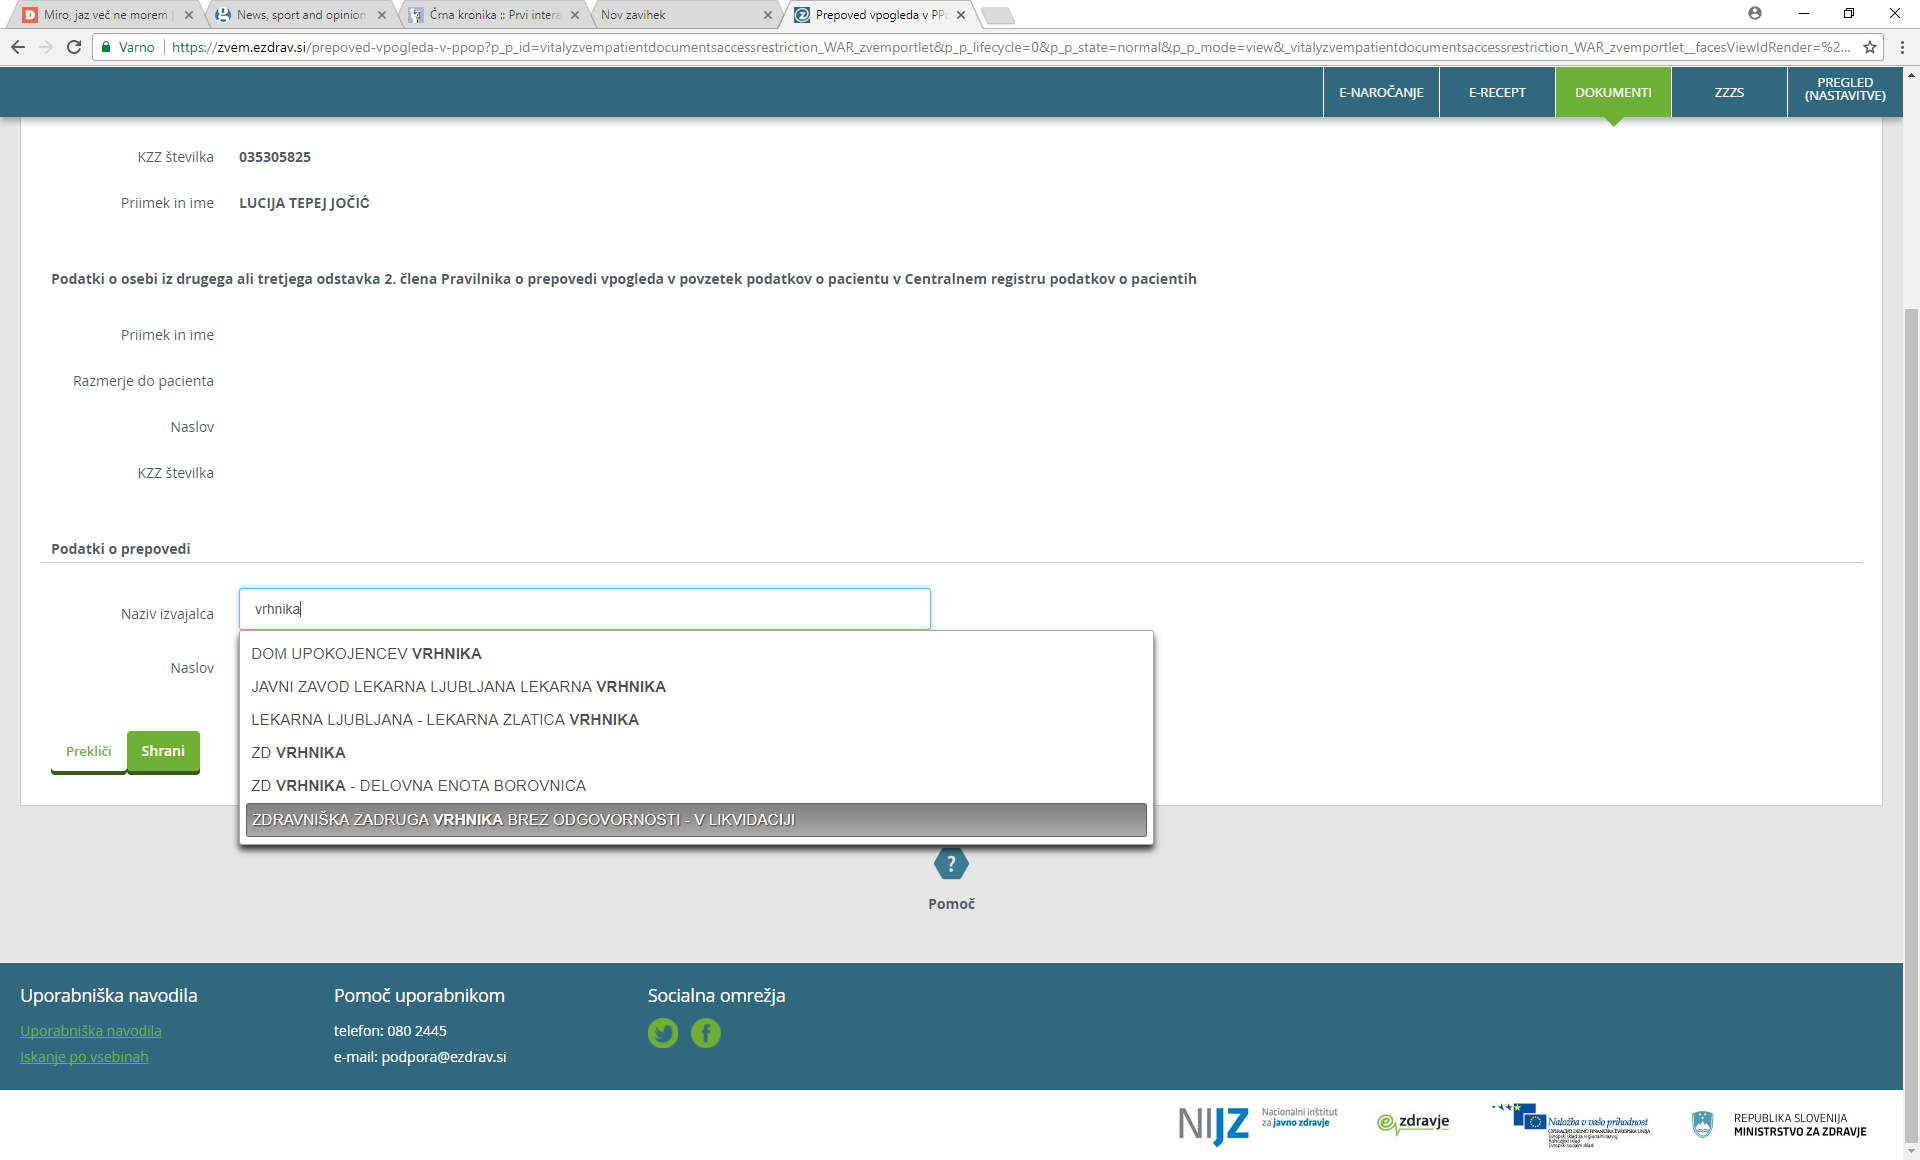 Miro, jaz več ne morem
News, sport and opinion
Črna kronika :: Prvi intera
Nov zavihek
Prepoved vpogleda v PPo
Varno
https://zvem.ezdrav.si/prepoved-vpogleda-v-ppop?p_p_id=vitalyzvempatientdocumentsaccessrestriction_WAR_zvemportlet&p_p_lifecycle=0&p_p_state=normal&p_p_mode=view&_vitalyzvempatientdocumentsaccessrestriction_WAR_zvemportlet__facesViewIdRender=%2...
E-NAROČANJE
E-RECEPT
DOKUMENTI
ZZZS
PREGLED
(NASTAVITVE)
KZZ številka 035305825
Priimek in ime LUCIJA TEPEJ JOČIĆ
Podatki o osebi iz drugega ali tretjega odstavka 2. člena Pravilnika o prepovedi vpogleda v povzetek podatkov o pacientu v Centralnem registru podatkov o pacientih
Priimek in ime
Razmerje do pacienta
Naslov
KZZ številka
Podatki o prepovedi
Naziv izvajalca vrhnika
Naslov
DOM UPOKOJENCEV VRHNIKA
JAVNI ZAVOD LEKARNA LJUBLJANA LEKARNA VRHNIKA
LEKARNA LJUBLJANA - LEKARNA ZLATICA VRHNIKA
ZD VRHNIKA
ZD VRHNIKA - DELOVNA ENOTA BOROVNICA
ZDRAVNIŠKA ZADRUGA VRHNIKA BREZ ODGOVORNOSTI - V LIKVIDACIJI
Prekliči Shrani
?
Pomoč
Uporabniška navodila
Uporabniška navodila
Iskanje po vsebinah
Pomoč uporabnikom
telefon: 080 2445
e-mail: podpora@ezdrav.si
Socialna omrežja
NIJZ
Nacionalni inštitut
za javno zdravje
ezdravje
Naložba v vašo prihodnost
REPUBLIKA SLOVENIJA
MINISTRSTVO ZA ZDRAVJE